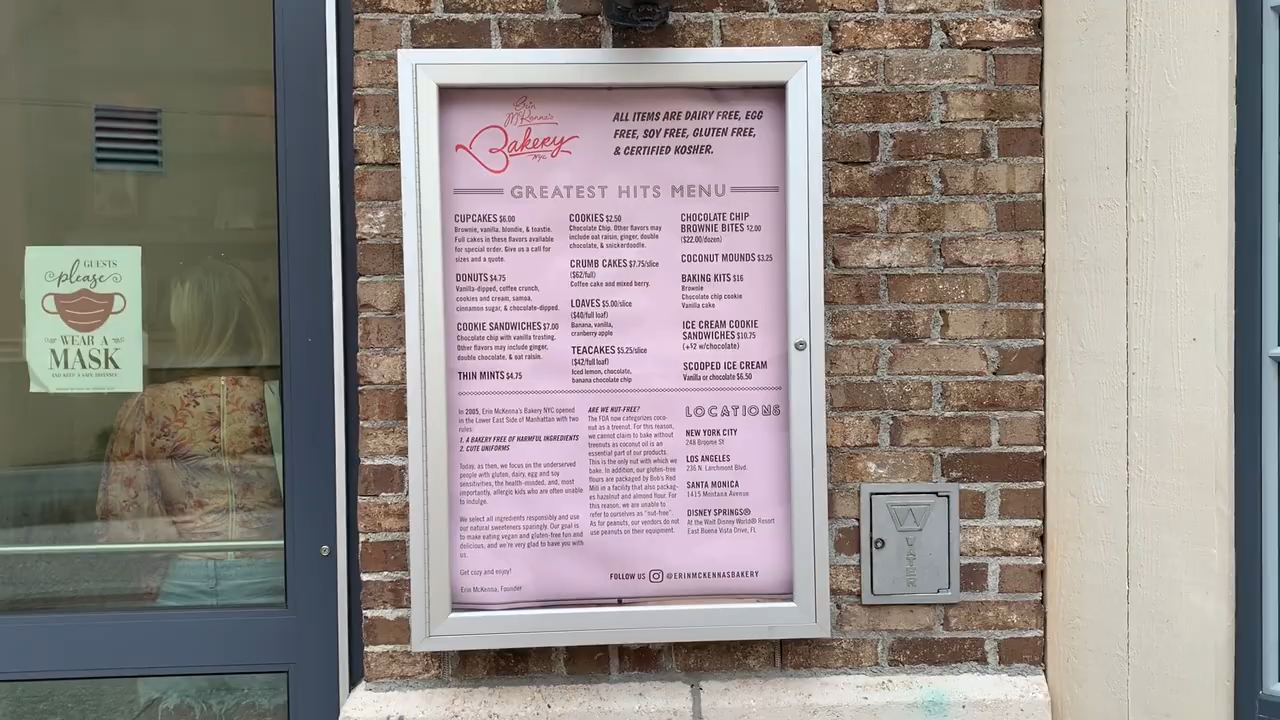 GUESTS
please
WEAR A
MASK
AND KEEP A SAFE DISTANCE
Erin
McKenna's
Bakery
NYC
ALL ITEMS ARE DAIRY FREE, EGG
FREE, SOY FREE, GLUTEN FREE,
& CERTIFIED KOSHER.
GREATEST HITS MENU
CUPCAKES $6.00
Brownie, vanilla, blondie, & toastie.
Full cakes in these flavors available
for special order. Give us a call for
sizes and a quote.
DONUTS $4.75
Vanilla-dipped, coffee crunch,
cookies and cream, samoa,
cinnamon sugar, & chocolate-dipped.
COOKIE SANDWICHES $7.00
Chocolate chip with vanilla frosting.
Other flavors may include ginger,
double chocolate, & oat raisin.
THIN MINTS $4.75
COOKIES $2.50
Chocolate Chip. Other flavors may
include oat raisin, ginger, double
chocolate, & snickerdoodle.
CRUMB CAKES $7.75/slice
($62/full)
Coffee cake and mixed berry.
LOAVES $5.00/slice
($40/full loaf)
Banana, vanilla,
cranberry apple
TEACAKES $5.25/slice
($42/full loaf)
Iced lemon, chocolate,
banana chocolate chip
CHOCOLATE CHIP
BROWNIE BITES $2.00
($22.00/dozen)
COCONUT MOUNDS $3.25
BAKING KITS $16
Brownie
Chocolate chip cookie
Vanilla cake
ICE CREAM COOKIE
SANDWICHES $10.75
(+$2 w/chocolate)
SCOOPED ICE CREAM
Vanilla or chocolate $6.50
In 2005, Erin McKenna's Bakery NYC opened
in the Lower East Side of Manhattan with two
rules:
1. A BAKERY FREE OF HARMFUL INGREDIENTS
2. CUTE UNIFORMS
Today, as then, we focus on the underserved
people with gluten, dairy, egg and soy
sensitivities, the health-minded, and, most
importantly, allergic kids who are often unable
to indulge.
We select all ingredients responsibly and use
our natural sweeteners sparingly. Our goal is
to make eating vegan and gluten-free fun and
delicious, and we're very glad to have you with
us.
Get cozy and enjoy!
Erin McKenna, Founder
ARE WE NUT-FREE?
The FDA now categorizes coco-
nut as a treenut. For this reason,
we cannot claim to bake without
treenuts as coconut oil is an
essential part of our products.
This is the only nut with which we
bake. In addition, our gluten-free
flours are packaged by Bob's Red
Mill in a facility that also packag-
es hazelnut and almond flour. For
this reason, we are unable to
refer to ourselves as "nut-free".
As for peanuts, our vendors do not
use peanuts on their equipment.
LOCATIONS
NEW YORK CITY
248 Broome St
LOS ANGELES
236 N. Larchmont Blvd.
SANTA MONICA
1415 Montana Avenue
DISNEY SPRINGS®
At the Walt Disney World® Resort
East Buena Vista Drive, FL
FOLLOW US @ERINMCKENNASBAKERY
WATER